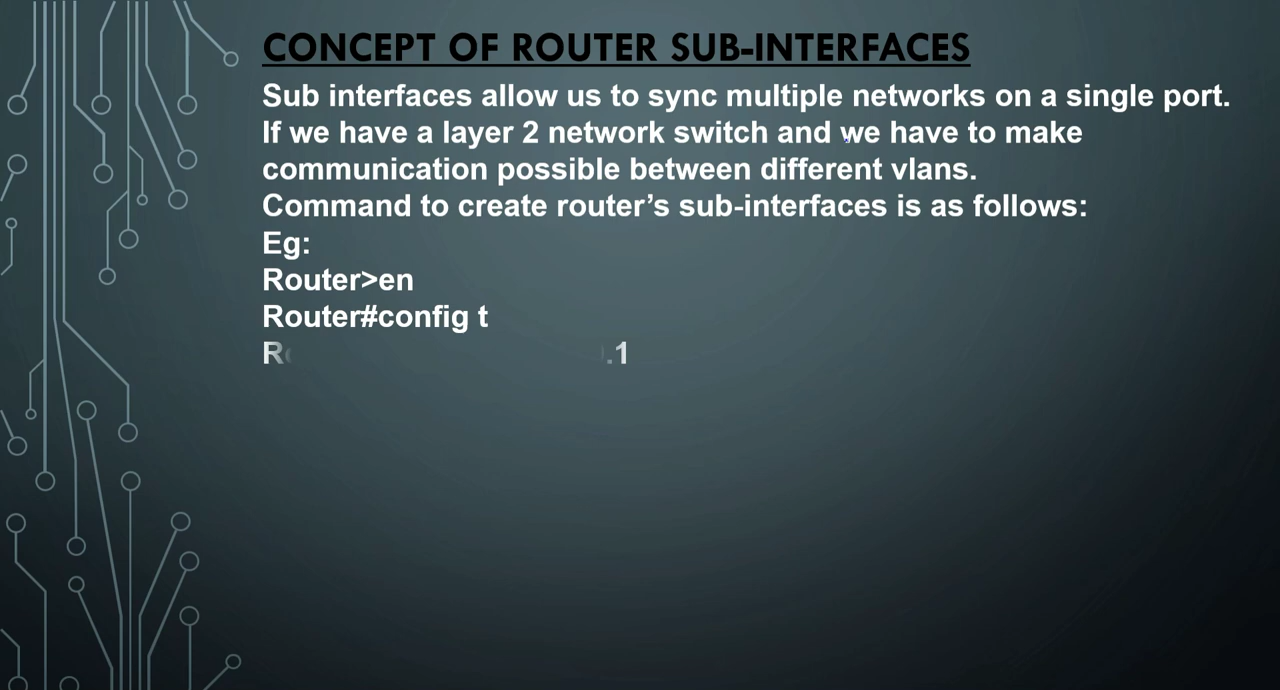 CONCEPT OF ROUTER SUB-INTERFACES
Sub interfaces allow us to sync multiple networks on a single port.
If we have a layer 2 network switch and we have to make
communication possible between different vlans.
Command to create router’s sub-interfaces is as follows:
Eg:
Router>en
Router#config t
R .1